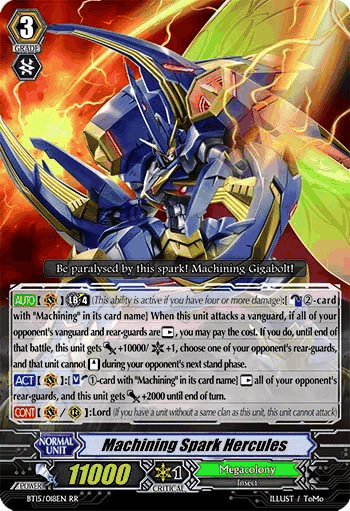 3
GRADE
Be paralysed by this spark! Machining Gigabolt!
AUTO [ ] LB 4 (This ability is active if you have four or more damage):[ ②-card
with "Machining" in its card name] When this unit attacks a vanguard, if all of your
opponent's vanguard and rear-guards are , you may pay the cost. If you do, until end
of that battle, this unit gets +10000/ +1, choose one of your opponent's rear-guards,
and that unit cannot during your opponent's next stand phase.
ACT [ ]:[ ①-card with "Machining" in its card name] all of your opponent's
rear-guards, and this unit gets +2000 until end of turn.
CONT [ / ]:Lord (If you have a unit without a same clan as this unit, this unit cannot attack)
NORMAL
UNIT
Machining Spark Hercules
POWER
11000
1
CRITICAL
Megacolony
Insect
BT15/018EN RR
ILLUST / ToMo